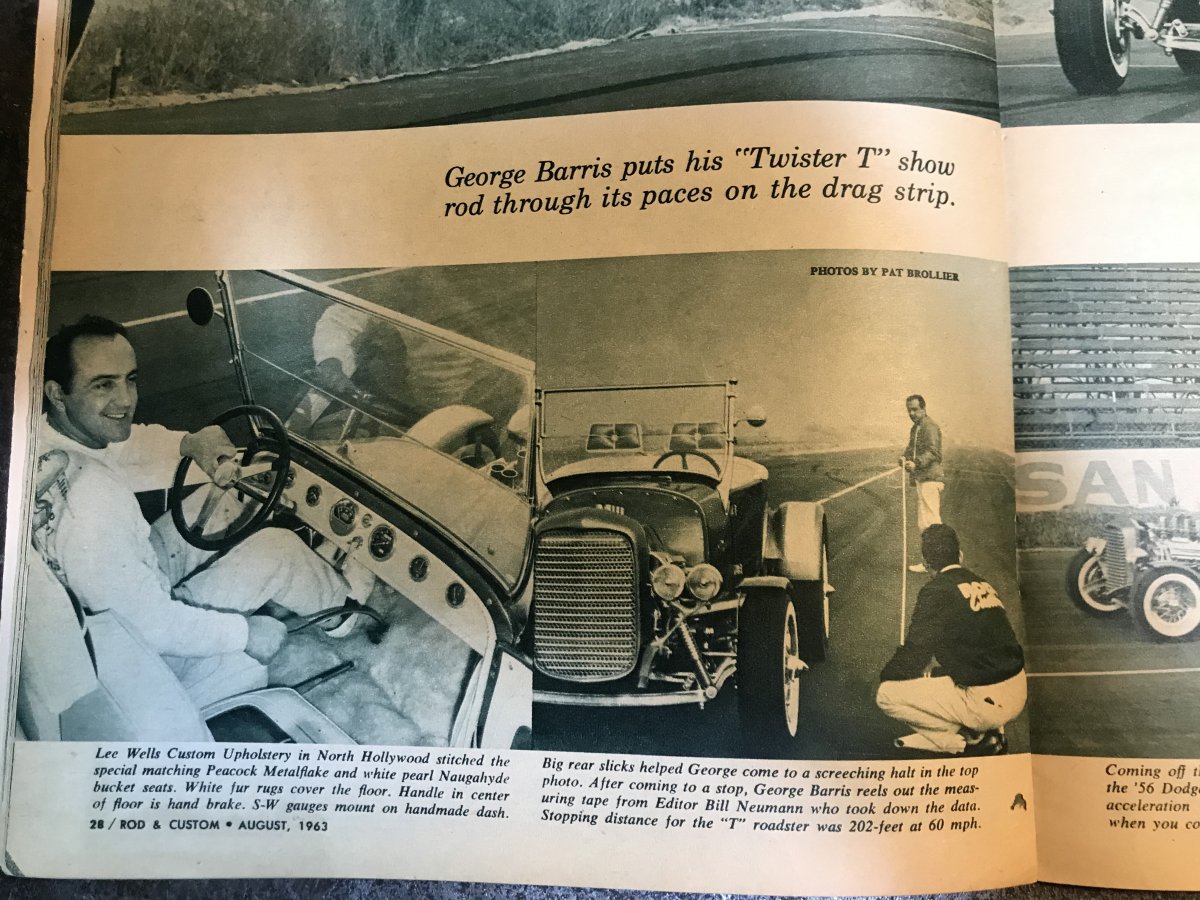 George Barris puts his "Twister T" show
rod through its paces on the drag strip.
PHOTOS BY PAT BROLLIER
SAN
Lee Wells Custom Upholstery in North Hollywood stitched the
special matching Peacock Metalflake and white pearl Naugahyde
bucket seats. White fur rugs cover the floor. Handle in center
of floor is hand brake. S-W gauges mount on handmade dash.
28 / ROD & CUSTOM • AUGUST, 1963
Big rear slicks helped George come to a screeching halt in the top
photo. After coming to a stop, George Barris reels out the meas-
uring tape from Editor Bill Neumann who took down the data.
Stopping distance for the "T" roadster was 202-feet at 60 mph.
Coming off
the '56 Dodg
acceleration
when you co